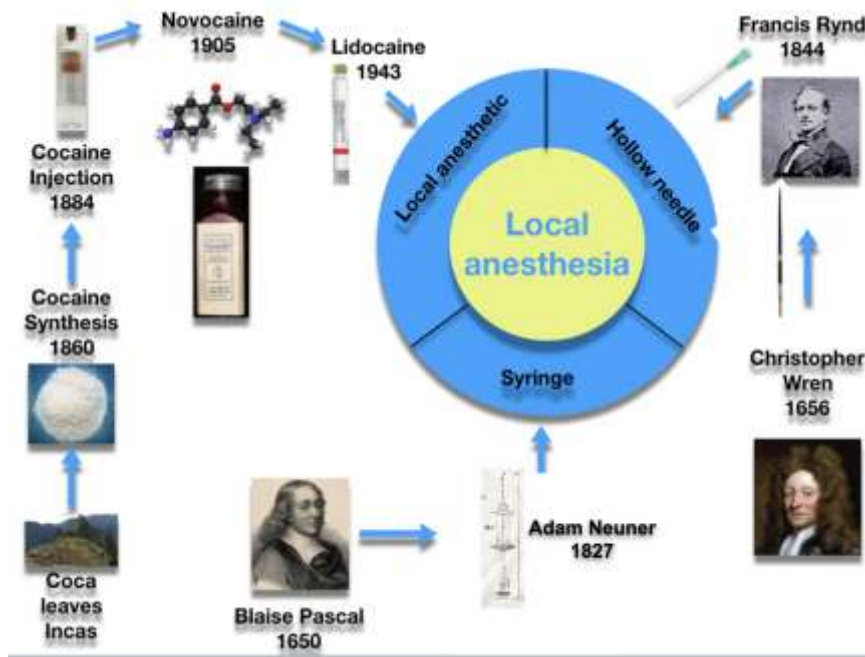 Novocaine
1905
Lidocaine
1943
Francis Rynd
1844
Cocaine
Injection
1884
Local anesthetic
Hollow needle
Local
anesthesia
Syringe
Cocaine
Synthesis
1860
Christopher
Wren
1656
Coca
leaves
Incas
Blaise Pascal
1650
Adam Neuner
1827